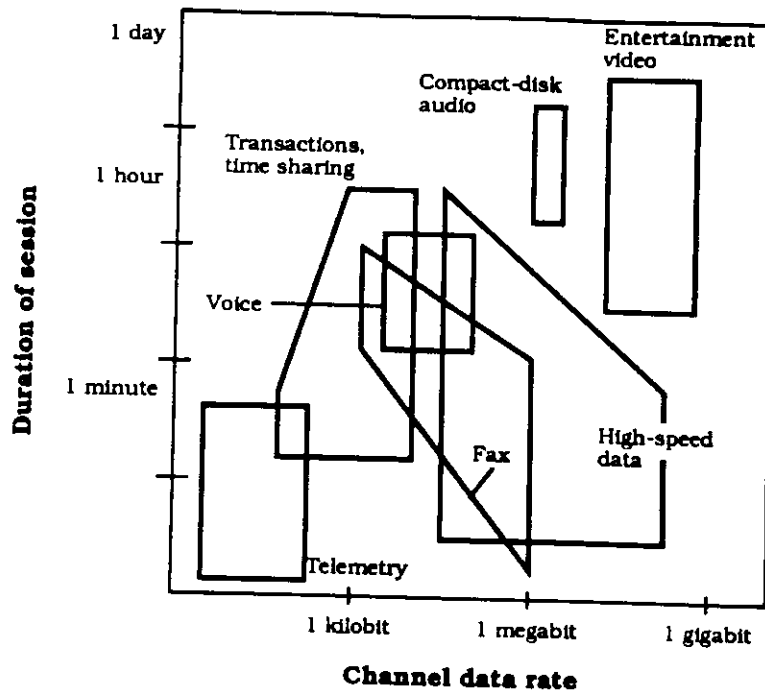 1 day
Entertainment
video
Compact-disk
audio
Transactions,
time sharing
1 hour
Voice
1 minute
High-speed
data
Fax
Telemetry
1 kilobit
1 megabit
1 gigabit
Channel data rate
Duration of session